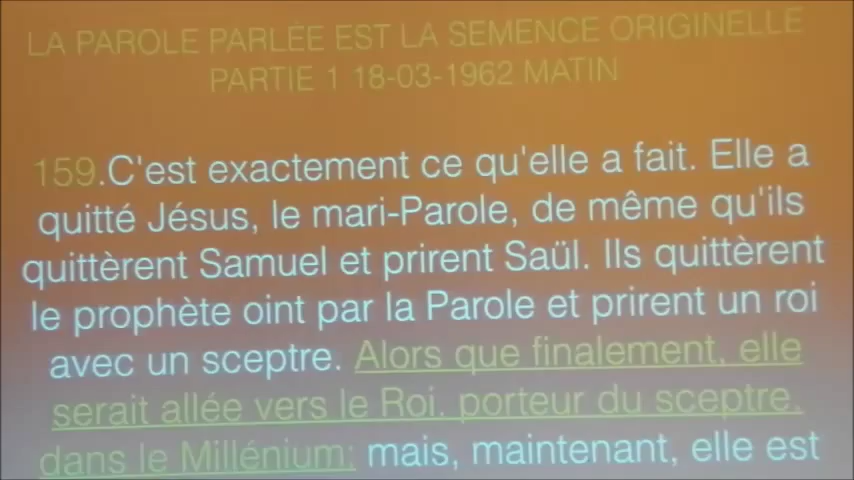 LA PAROLE PARLÉE EST LA SEMENCE ORIGINELLE
PARTIE 1 18-03-1962 MATIN
159.C'est exactement ce qu'elle a fait. Elle a
quitté Jésus, le mari-Parole, de même qu'ils
quittèrent Samuel et prirent Saül. Ils quittèrent
le prophète oint par la Parole et prirent un roi
avec un sceptre. Alors que finalement, elle
serait allée vers le Roi. porteur du sceptre.
dans le Millénium; mais, maintenant, elle est